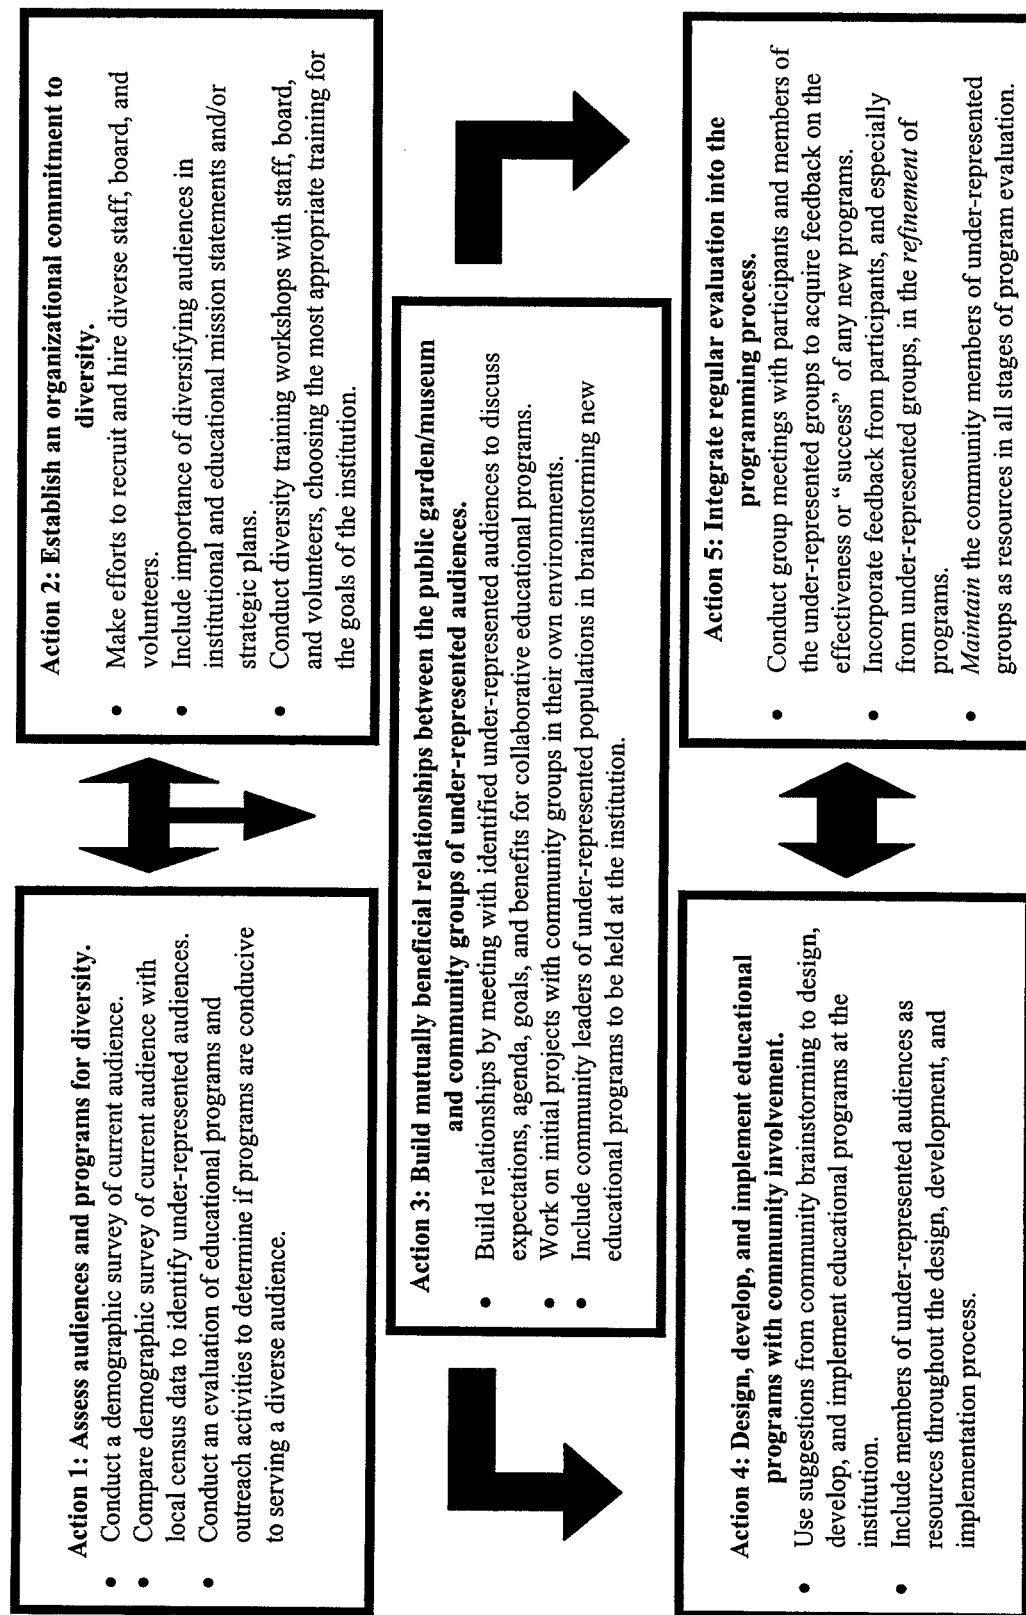 Action 1: Assess audiences and programs for diversity.
• Conduct a demographic survey of current audience.
• Compare demographic survey of current audience with
local census data to identify under-represented audiences.
• Conduct an evaluation of educational programs and
outreach activities to determine if programs are conducive
to serving a diverse audience.
Action 2: Establish an organizational commitment to
diversity.
• Make efforts to recruit and hire diverse staff, board, and
volunteers.
• Include importance of diversifying audiences in
institutional and educational mission statements and/or
strategic plans.
• Conduct diversity training workshops with staff, board,
and volunteers, choosing the most appropriate training for
the goals of the institution.
Action 3: Build mutually beneficial relationships between the public garden/museum
and community groups of under-represented audiences.
• Build relationships by meeting with identified under-represented audiences to discuss
expectations, agenda, goals, and benefits for collaborative educational programs.
• Work on initial projects with community groups in their own environments.
• Include community leaders of under-represented populations in brainstorming new
educational programs to be held at the institution.
Action 4: Design, develop, and implement educational
programs with community involvement.
• Use suggestions from community brainstorming to design,
develop, and implement educational programs at the
institution.
• Include members of under-represented audiences as
resources throughout the design, development, and
implementation process.
Action 5: Integrate regular evaluation into the
programming process.
• Conduct group meetings with participants and members of
the under-represented groups to acquire feedback on the
effectiveness or “success” of any new programs.
• Incorporate feedback from participants, and especially
from under-represented groups, in the refinement of
programs.
• Maintain the community members of under-represented
groups as resources in all stages of program evaluation.